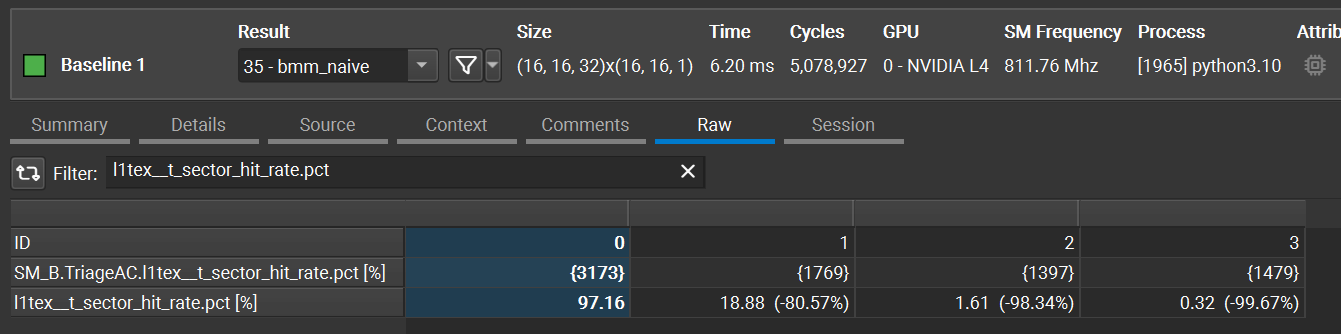 Result Size Time Cycles GPU SM Frequency Process Attrib
Baseline 1 35 - bmm_naive (16, 16, 32)x(16, 16, 1) 6.20 ms 5,078,927 0 - NVIDIA L4 811.76 Mhz [1965] python3.10
Summary Details Source Context Comments Raw Session
Filter: l1tex__t_sector_hit_rate.pct
ID 0 1 2 3
SM_B.TriageAC.l1tex__t_sector_hit_rate.pct [%] {3173} {1769} {1397} {1479}
l1tex__t_sector_hit_rate.pct [%] 97.16 18.88 (-80.57%) 1.61 (-98.34%) 0.32 (-99.67%)